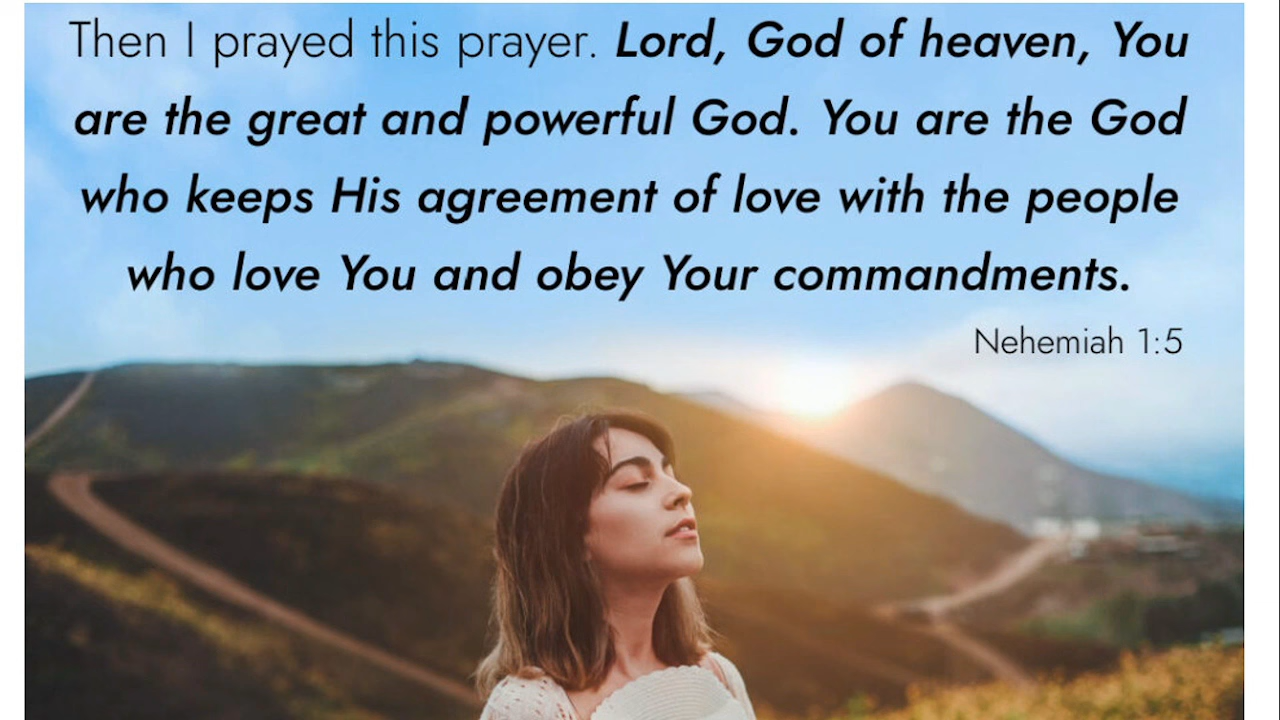 Then I prayed this prayer. Lord, God of heaven, You
are the great and powerful God. You are the God
who keeps His agreement of love with the people
who love You and obey Your commandments.
Nehemiah 1:5